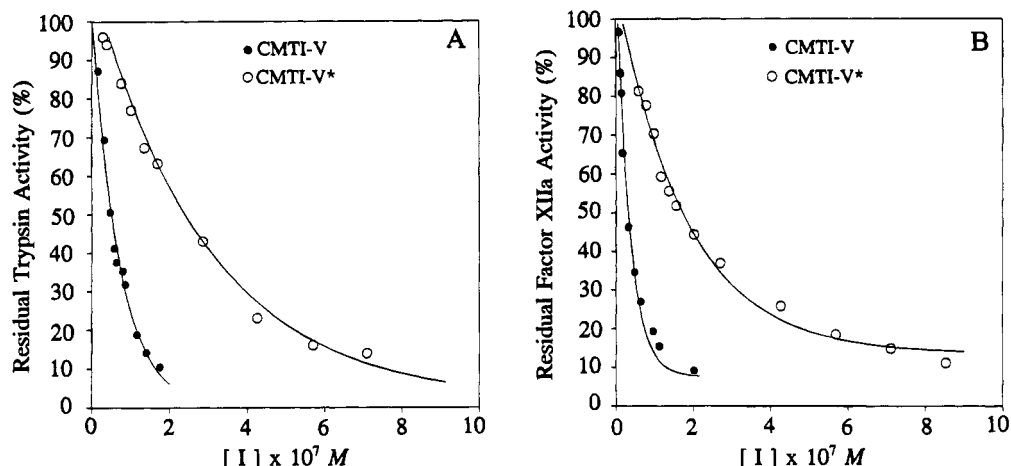 A
● CMTI-V
○ CMTI-V*
Residual Trypsin Activity (%)
100
90
80
70
60
50
40
30
20
10
0
0 2 4 6 8 10
[ I ] x 10⁷ M
B
● CMTI-V
○ CMTI-V*
Residual Factor XIIa Activity (%)
100
90
80
70
60
50
40
30
20
10
0
0 2 4 6 8 10
[ I ] x 10⁷ M